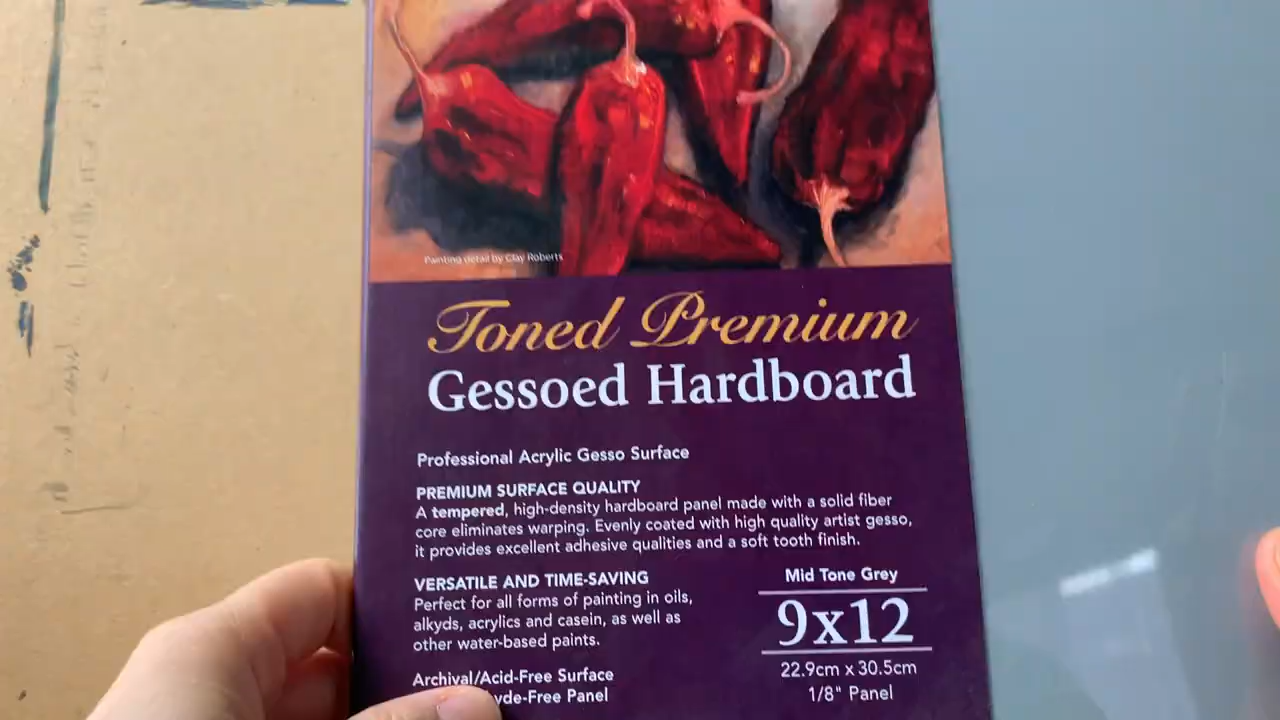 Painting detail by Clay Roberts
Toned Premium
Gessoed Hardboard
Professional Acrylic Gesso Surface
PREMIUM SURFACE QUALITY
A tempered, high-density hardboard panel made with a solid fiber
core eliminates warping. Evenly coated with high quality artist gesso,
it provides excellent adhesive qualities and a soft tooth finish.
VERSATILE AND TIME-SAVING
Perfect for all forms of painting in oils,
alkyds, acrylics and casein, as well as
other water-based paints.
Archival/Acid-Free Surface
yde-Free Panel
Mid Tone Grey
9x12
22.9cm x 30.5cm
1/8" Panel